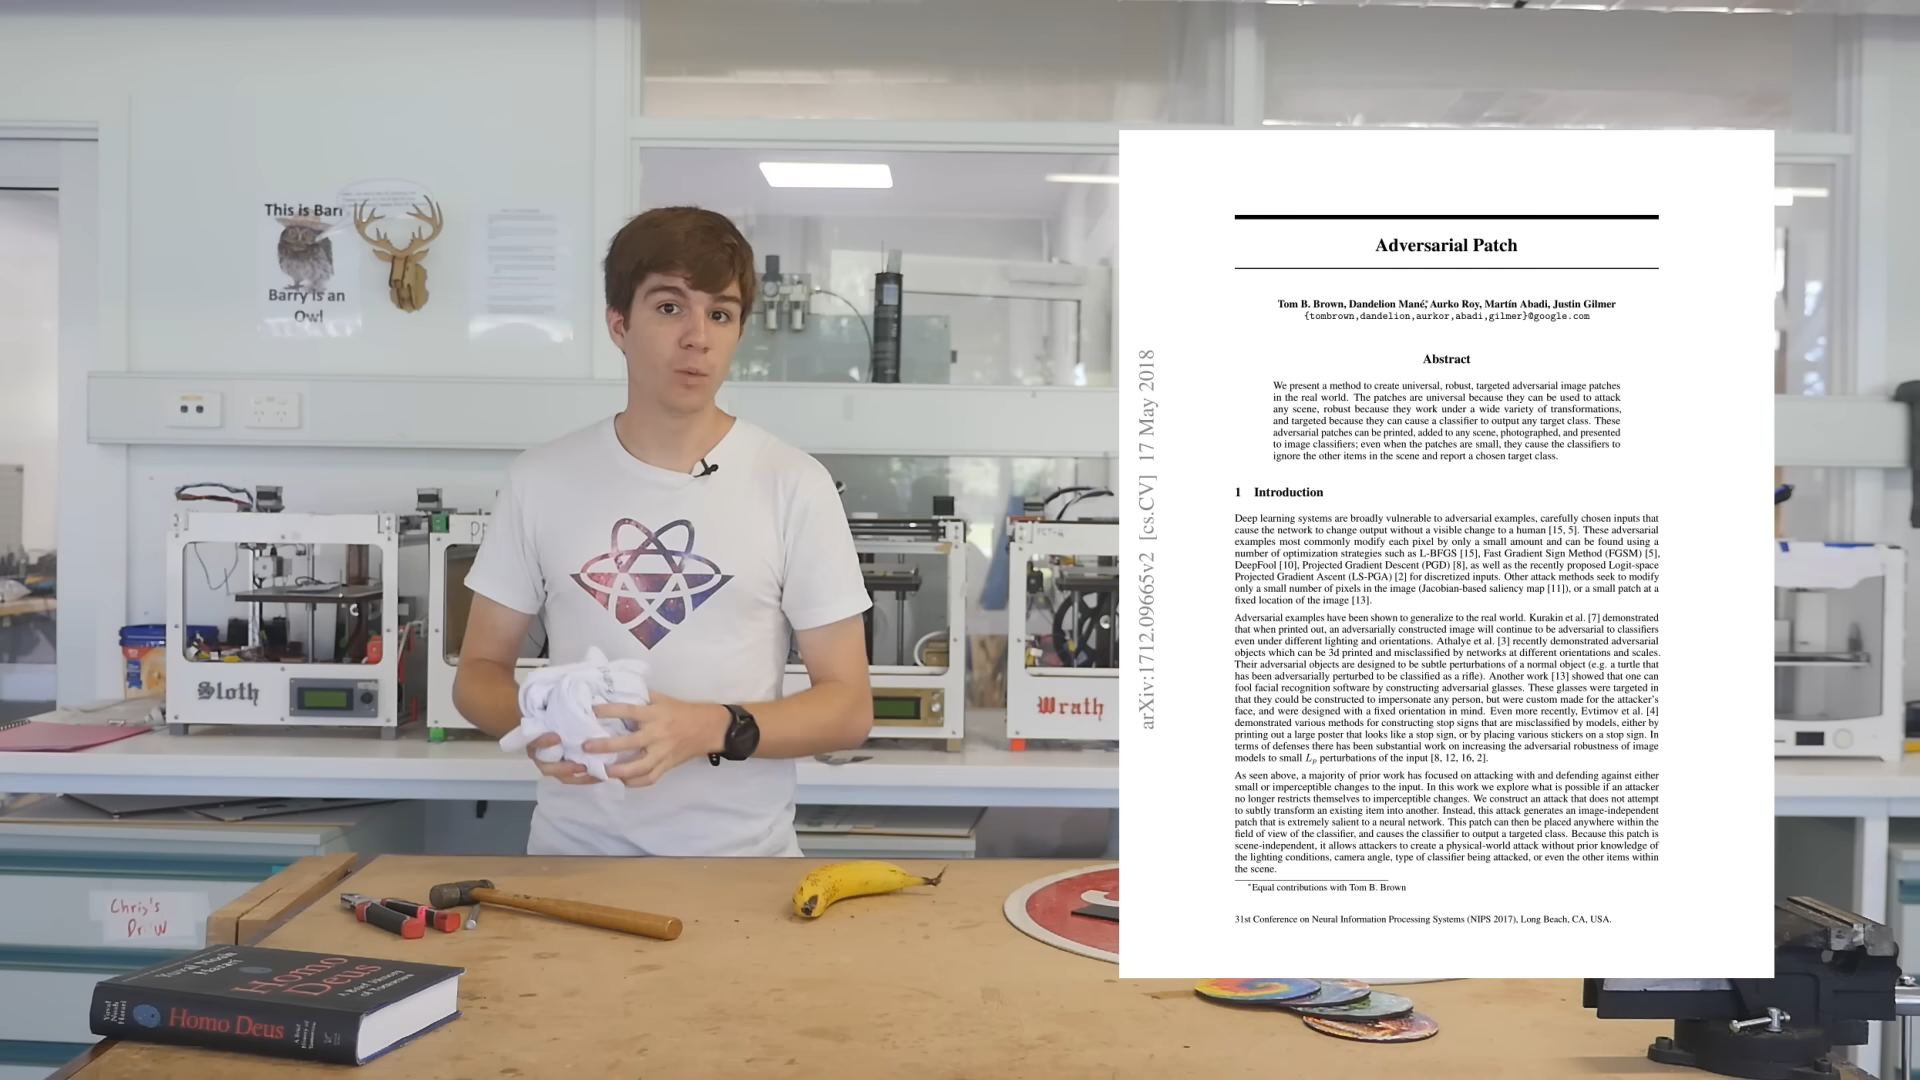 This is Bar
Barry is an
Owl
Sloth
Wrath
Chris's
Yuval Noah
Harari
Homo
Deus
A Brief History
of Tomorrow
Homo Deus
Adversarial Patch
Tom B. Brown, Dandelion Mané,* Aurko Roy, Martín Abadi, Justin Gilmer
{tombrown,dandelion,aurkor,abadi,gilmer}@google.com
Abstract
We present a method to create universal, robust, targeted adversarial image patches
in the real world. The patches are universal because they can be used to attack
any scene, robust because they work under a wide variety of transformations,
and targeted because they can cause a classifier to output any target class. These
adversarial patches can be printed, added to any scene, photographed, and presented
to image classifiers; even when the patches are small, they cause the classifiers to
ignore the other items in the scene and report a chosen target class.
arXiv:1712.09665v2 [cs.CV] 17 May 2018
1 Introduction
Deep learning systems are broadly vulnerable to adversarial examples, carefully chosen inputs that
cause the network to change output without a visible change to a human [15, 5]. These adversarial
examples most commonly modify each pixel by only a small amount and can be found using a
number of optimization strategies such as L-BFGS [15], Fast Gradient Sign Method (FGSM) [5],
DeepFool [10], Projected Gradient Descent (PGD) [8], as well as the recently proposed Logit-space
Projected Gradient Ascent (LS-PGA) [2] for discretized inputs. Other attack methods seek to modify
only a small number of pixels in the image (Jacobian-based saliency map [11]), or a small patch at a
fixed location of the image [13].
Adversarial examples have been shown to generalize to the real world. Kurakin et al. [7] demonstrated
that when printed out, an adversarially constructed image will continue to be adversarial to classifiers
even under different lighting and orientations. Athalye et al. [3] recently demonstrated adversarial
objects which can be 3d printed and misclassified by networks at different orientations and scales.
Their adversarial objects are designed to be subtle perturbations of a normal object (e.g. a turtle that
has been adversarially perturbed to be classified as a rifle). Another work [13] showed that one can
fool facial recognition software by constructing adversarial glasses. These glasses were targeted in
that they could be constructed to impersonate any person, but were custom made for the attacker's
face, and were designed with a fixed orientation in mind. Even more recently, Evtimov et al. [4]
demonstrated various methods for constructing stop signs that are misclassified by models, either by
printing out a large poster that looks like a stop sign, or by placing various stickers on a stop sign. In
terms of defenses there has been substantial work on increasing the adversarial robustness of image
models to small Lp perturbations of the input [8, 12, 16, 2].
As seen above, a majority of prior work has focused on attacking with and defending against either
small or imperceptible changes to the input. In this work we explore what is possible if an attacker
no longer restricts themselves to imperceptible changes. We construct an attack that does not attempt
to subtly transform an existing item into another. Instead, this attack generates an image-independent
patch that is extremely salient to a neural network. This patch can then be placed anywhere within the
field of view of the classifier, and causes the classifier to output a targeted class. Because this patch is
scene-independent, it allows attackers to create a physical-world attack without prior knowledge of
the lighting conditions, camera angle, type of classifier being attacked, or even the other items within
the scene.
*Equal contributions with Tom B. Brown
31st Conference on Neural Information Processing Systems (NIPS 2017), Long Beach, CA, USA.